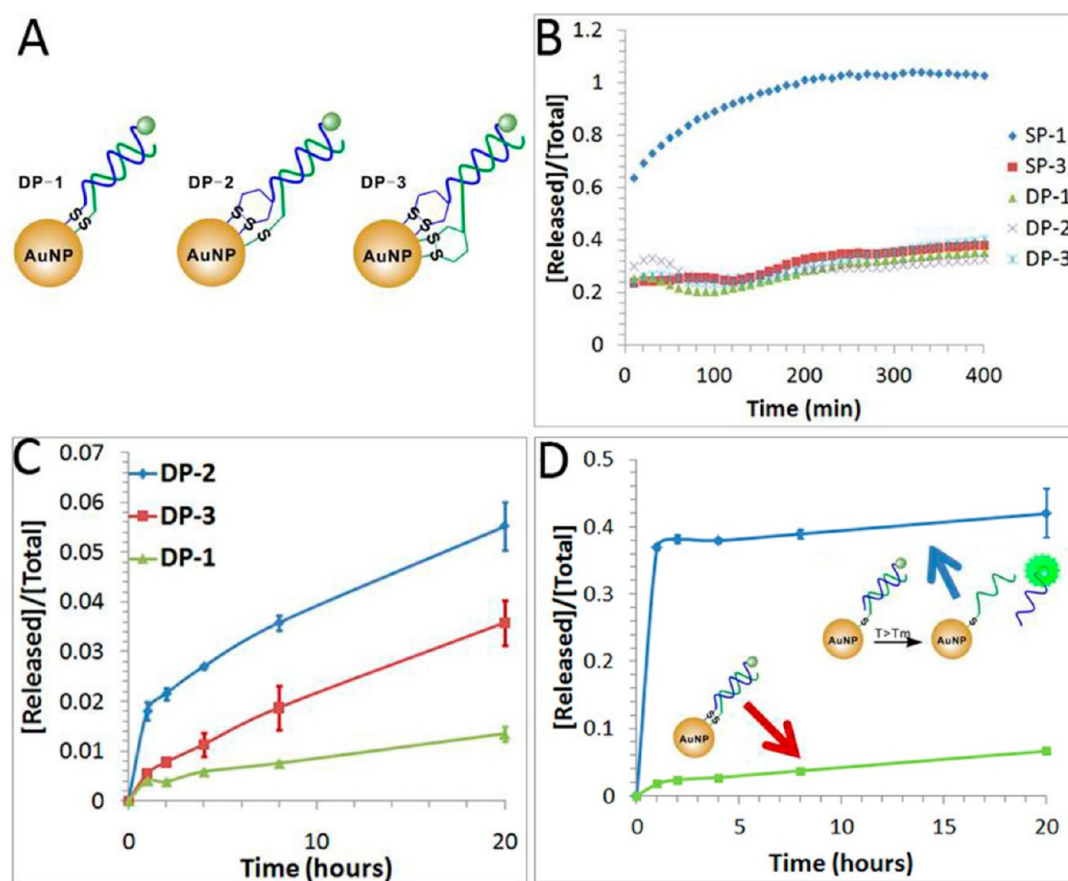 A
DP-1
DP-2
DP-3
S
S
S
S
S
S
S
S
S
AuNP
AuNP
AuNP
B
[Released]/[Total]
1.2
1
0.8
0.6
0.4
0.2
0
0
100
200
300
400
Time (min)
SP-1
SP-3
DP-1
DP-2
DP-3
C
[Released]/[Total]
0.07
0.06
0.05
0.04
0.03
0.02
0.01
0
0
10
20
Time (hours)
DP-2
DP-3
DP-1
D
[Released]/[Total]
0.5
0.4
0.3
0.2
0.1
0
0
5
10
15
20
Time (hours)
AuNP
T>Tm
S
AuNP
S
S
AuNP